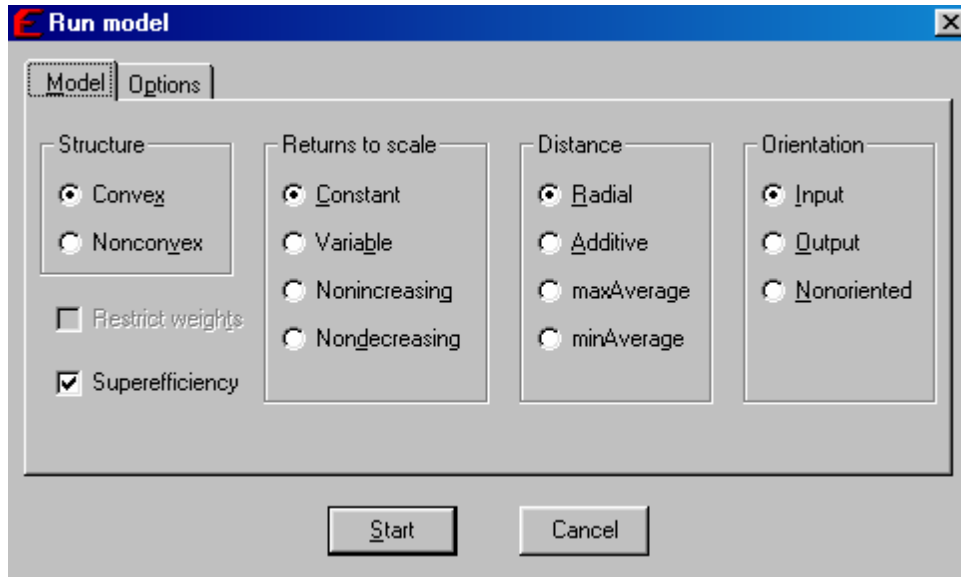 Run model
Model
Options
Structure
Convex
Nonconvex
Restrict weights
Superefficiency
Returns to scale
Constant
Variable
Nonincreasing
Nondecreasing
Distance
Radial
Additive
maxAverage
minAverage
Orientation
Input
Output
Nonoriented
Start
Cancel